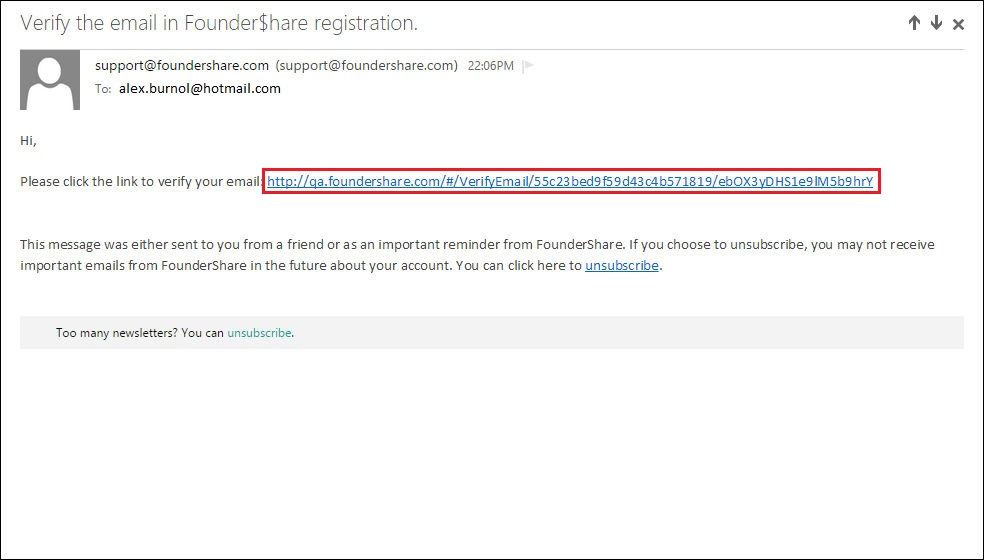 Verify the email in Founder$hare registration.
support@foundershare.com (support@foundershare.com) 22:06PM
To: alex.burnol@hotmail.com
Hi,
Please click the link to verify your email: http://qa.foundershare.com/#/VerifyEmail/55c23bed9f59d43c4b571819/ebOX3yDHS1e9lM5b9hrY
This message was either sent to you from a friend or as an important reminder from FounderShare. If you choose to unsubscribe, you may not receive
important emails from FounderShare in the future about your account. You can click here to unsubscribe.
Too many newsletters? You can unsubscribe.